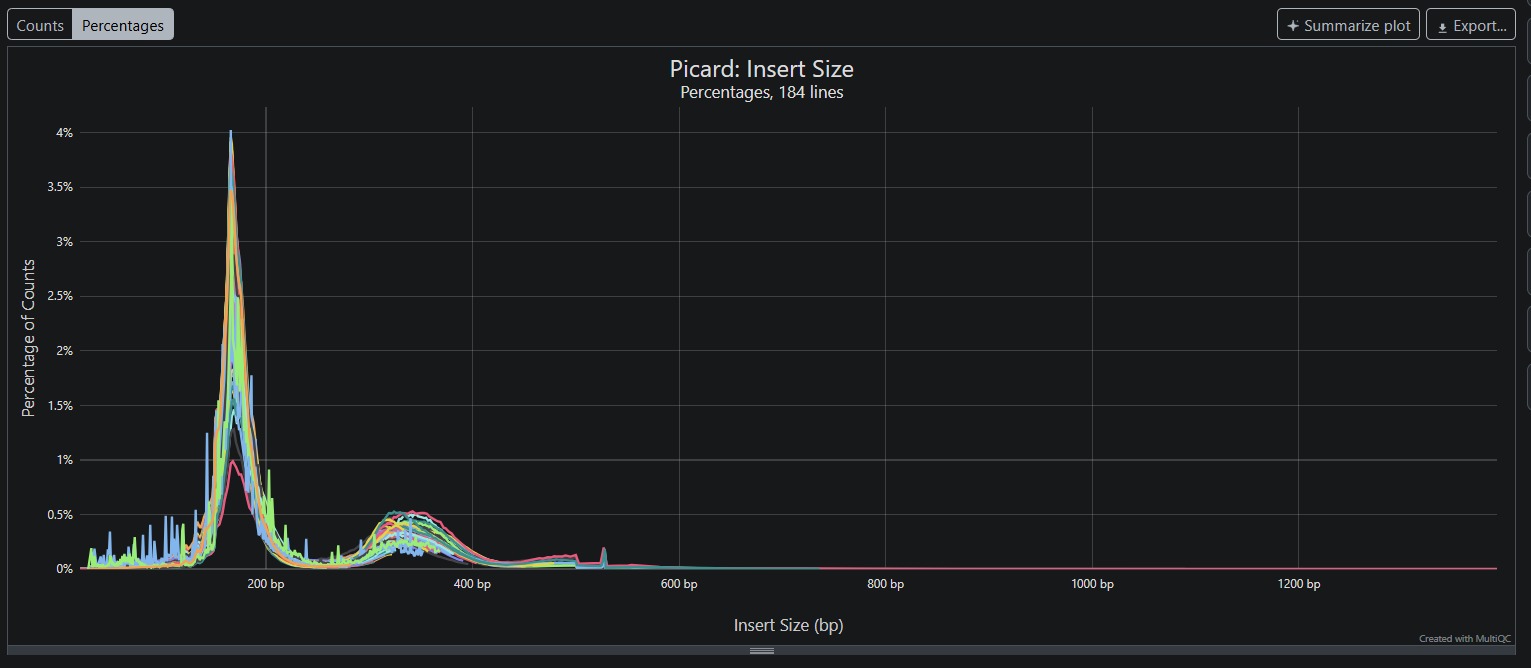 Counts
Percentages
Summarize plot
Export...
Picard: Insert Size
Percentages, 184 lines
4%
3.5%
3%
2.5%
2%
1.5%
1%
0.5%
0%
Percentage of Counts
200 bp
400 bp
600 bp
800 bp
1000 bp
1200 bp
Insert Size (bp)
Created with MultiQC